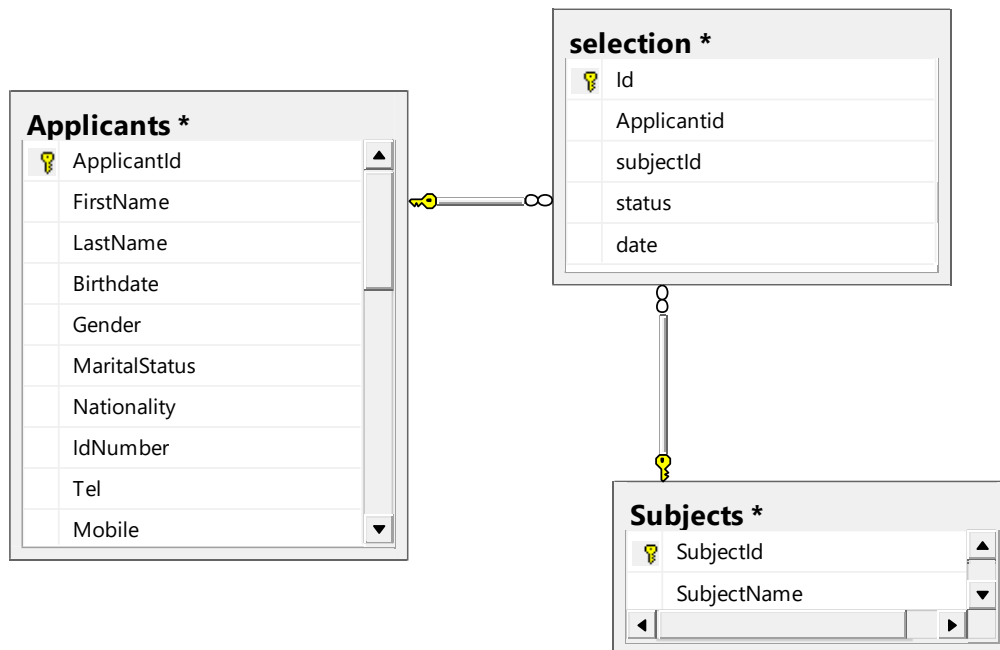 selection *
Id
Applicantid
subjectId
status
date
Applicants *
ApplicantId
FirstName
LastName
Birthdate
Gender
MaritalStatus
Nationality
IdNumber
Tel
Mobile
Subjects *
SubjectId
SubjectName